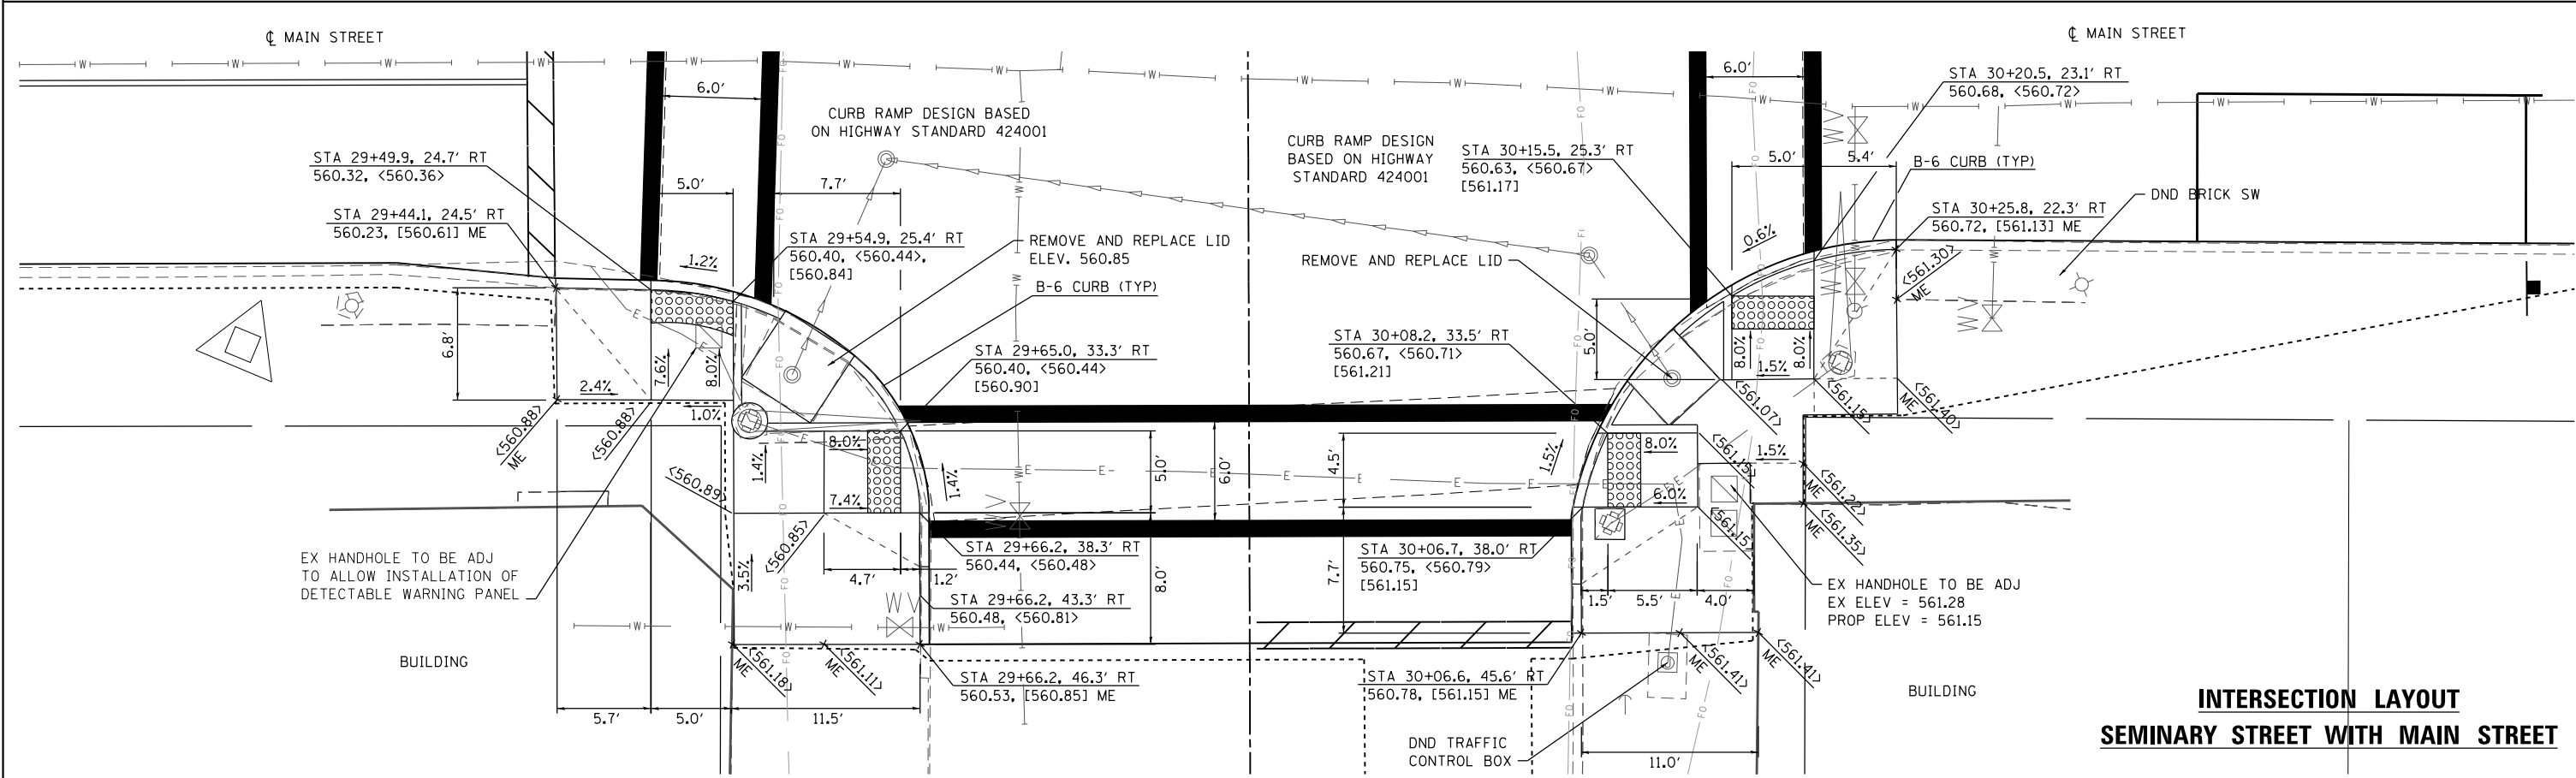 ℄ MAIN STREET
℄ MAIN STREET
6.0'
CURB RAMP DESIGN BASED
ON HIGHWAY STANDARD 424001
CURB RAMP DESIGN
BASED ON HIGHWAY
STANDARD 424001
6.0'
STA 30+20.5, 23.1' RT
560.68, <560.72>
STA 29+49.9, 24.7' RT
560.32, <560.36>
STA 29+44.1, 24.5' RT
560.23, [560.61] ME
5.0'
7.7'
1.2%
STA 29+54.9, 25.4' RT
560.40, <560.44>,
[560.84]
REMOVE AND REPLACE LID
ELEV. 560.85
B-6 CURB (TYP)
STA 30+15.5, 25.3' RT
560.63, <560.67>
[561.17]
5.0'
5.4'
B-6 CURB (TYP)
DND BRICK SW
STA 30+25.8, 22.3' RT
560.72, [561.13] ME
0.6%
<561.30>
ME
REMOVE AND REPLACE LID
6.8'
7.6%
8.0%
2.4%
1.0%
<560.88>
ME
<560.88>
STA 29+65.0, 33.3' RT
560.40, <560.44>
[560.90]
STA 30+08.2, 33.5' RT
560.67, <560.71>
[561.21]
5.0'
8.0%
8.0%
1.5%
<561.07>
<561.15>
<561.40>
ME
8.0%
1.4%
7.4%
1.4%
5.0'
6.0'
4.5'
1.5%
8.0%
6.0%
<561.15>
1.5%
<561.22>
ME
<561.35>
ME
<561.15>
<560.89>
<560.85>
3.5%
4.7'
1.2'
8.0'
7.7'
STA 29+66.2, 38.3' RT
560.44, <560.48>
STA 29+66.2, 43.3' RT
560.48, <560.81>
STA 30+06.7, 38.0' RT
560.75, <560.79>
[561.15]
1.5'
5.5'
4.0'
EX HANDHOLE TO BE ADJ
TO ALLOW INSTALLATION OF
DETECTABLE WARNING PANEL
EX HANDHOLE TO BE ADJ
EX ELEV = 561.28
PROP ELEV = 561.15
BUILDING
<561.18>
ME
<561.11>
ME
STA 29+66.2, 46.3' RT
560.53, [560.85] ME
STA 30+06.6, 45.6' RT
560.78, [561.15] ME
<561.41>
ME
<561.41>
ME
BUILDING
5.7'
5.0'
11.5'
DND TRAFFIC
CONTROL BOX
11.0'
INTERSECTION LAYOUT
SEMINARY STREET WITH MAIN STREET